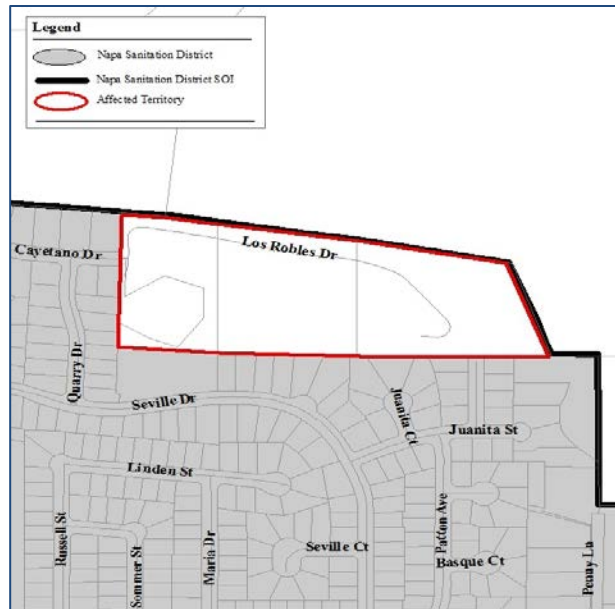 Legend
Napa Sanitation District
Napa Sanitation District SOI
Affected Territory
Los Robles Dr
Cayetano Dr
Quarry Dr
Seville Dr
Juanita Ct
Juanita St
Linden St
Russell St
Sommer St
Maria Dr
Seville Ct
Patton Ave
Basque Ct
Penny Ln